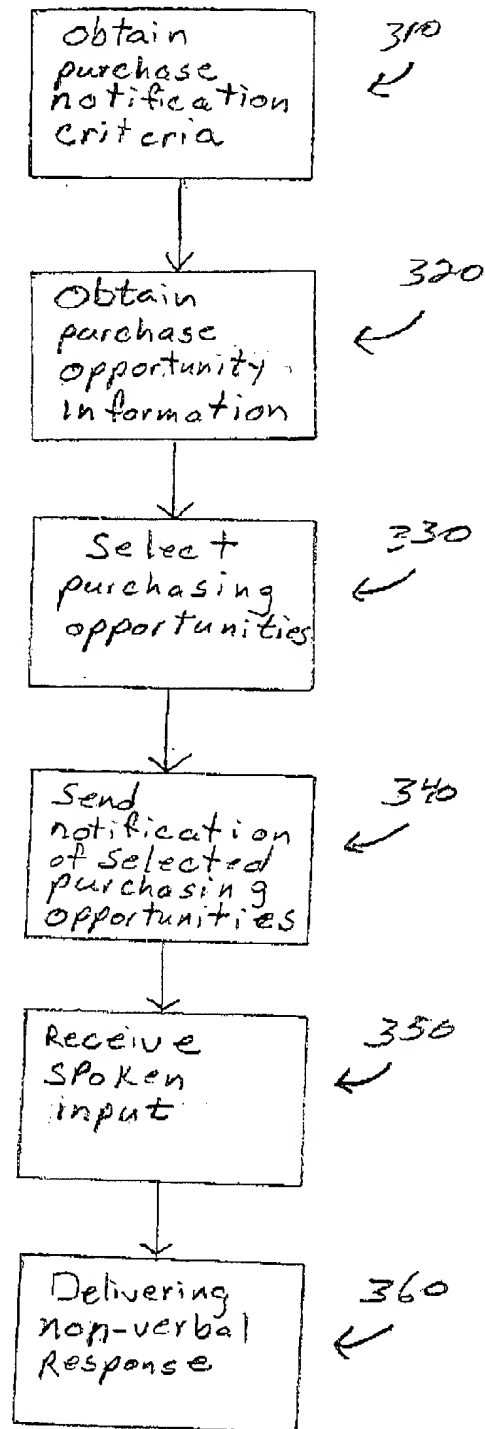 Obtain
purchase
notification
criteria
310
Obtain
purchase
opportunity
information
320
Select
purchasing
opportunities
330
Send
notification
of selected
purchasing
opportunities
340
Receive
Spoken
input
350
Delivering
non-verbal
Response
360